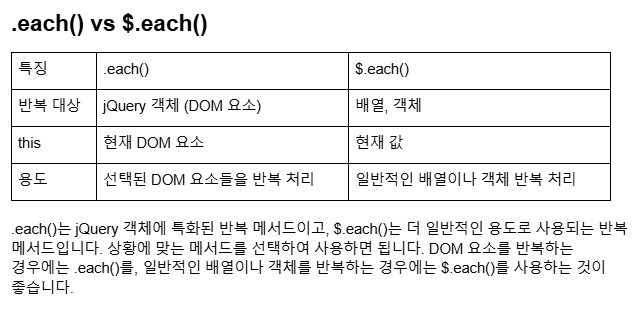 .each() vs $.each()
특징 .each() $.each()
반복 대상 jQuery 객체 (DOM 요소) 배열, 객체
this 현재 DOM 요소 현재 값
용도 선택된 DOM 요소들을 반복 처리 일반적인 배열이나 객체 반복 처리
.each()는 jQuery 객체에 특화된 반복 메서드이고, $.each()는 더 일반적인 용도로 사용되는 반복
메서드입니다. 상황에 맞는 메서드를 선택하여 사용하면 됩니다. DOM 요소를 반복하는
경우에는 .each()를, 일반적인 배열이나 객체를 반복하는 경우에는 $.each()를 사용하는 것이
좋습니다.